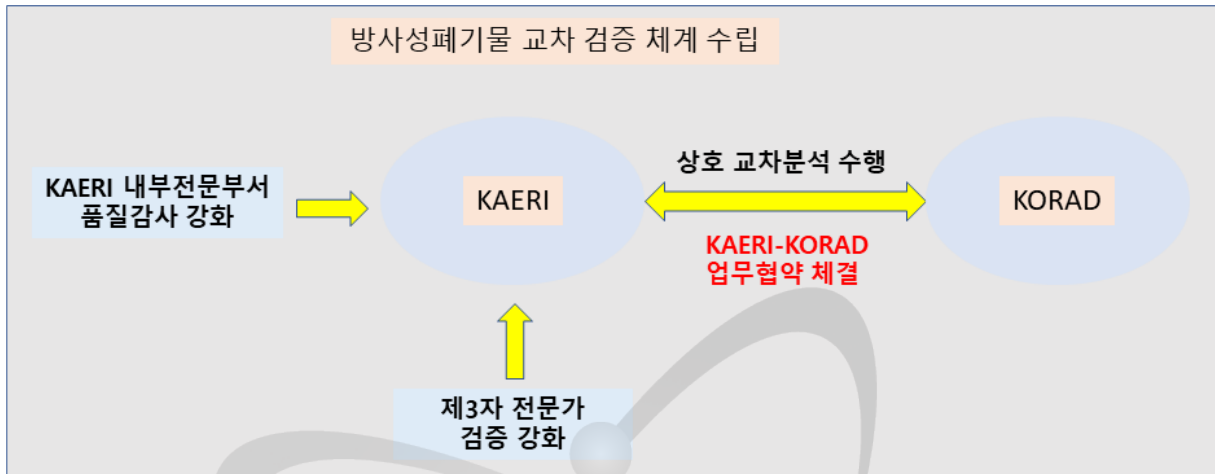 방사성폐기물 교차 검증 체계 수립
KAERI 내부전문부서
품질감사 강화
KAERI
상호 교차분석 수행
KAERI-KORAD
업무협약 체결
KORAD
제3자 전문가
검증 강화